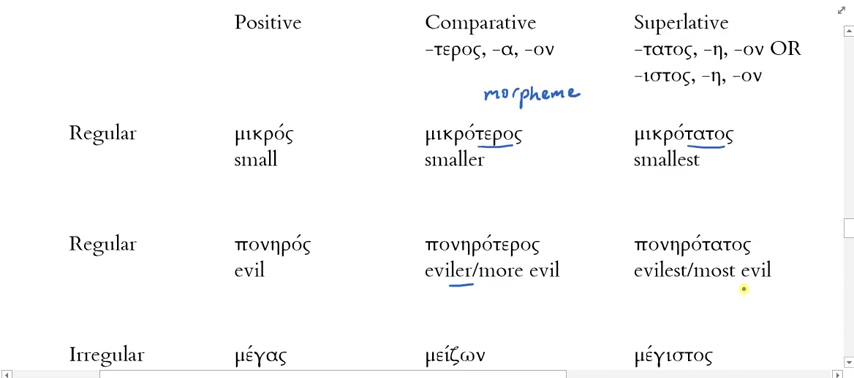 Positive Comparative Superlative
-τερος, -α, -ον -τατος, -η, -ον OR
-ιστος, -η, -ον
morpheme
Regular μικρός μικρότερος μικρότατος
small smaller smallest
Regular πονηρός πονηρότερος πονηρότατος
evil eviler/more evil evilest/most evil
Irregular μέγας μείζων μέγιστος